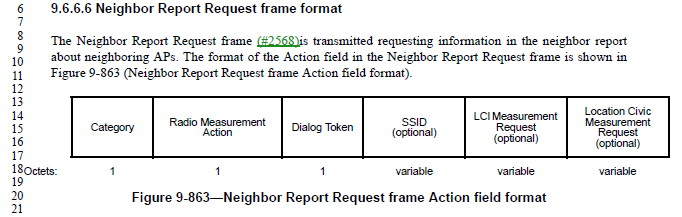 6 9.6.6.6 Neighbor Report Request frame format
7
8 The Neighbor Report Request frame (#2568)is transmitted requesting information in the neighbor report
9
10 about neighboring APs. The format of the Action field in the Neighbor Report Request frame is shown in
11 Figure 9-863 (Neighbor Report Request frame Action field format).
12
13
14
15
16
17
Category
Radio Measurement
Action
Dialog Token
SSID
(optional)
LCI Measurement
Request
(optional)
Location Civic
Measurement
Request
(optional)
18 Octets: 1 1 1 variable variable variable
19
20 Figure 9-863—Neighbor Report Request frame Action field format
21